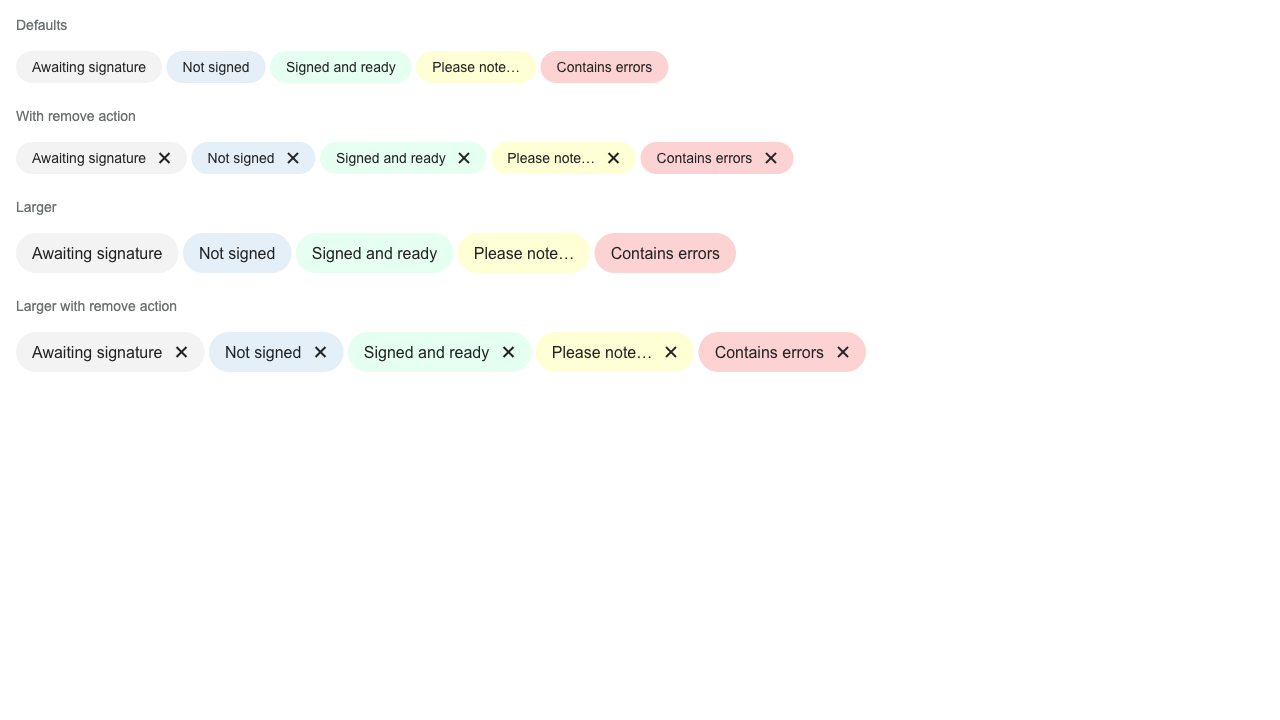 Defaults
Awaiting signature Not signed Signed and ready Please note… Contains errors
With remove action
Awaiting signature Not signed Signed and ready Please note… Contains errors
Larger
Awaiting signature Not signed Signed and ready Please note… Contains errors
Larger with remove action
Awaiting signature Not signed Signed and ready Please note… Contains errors